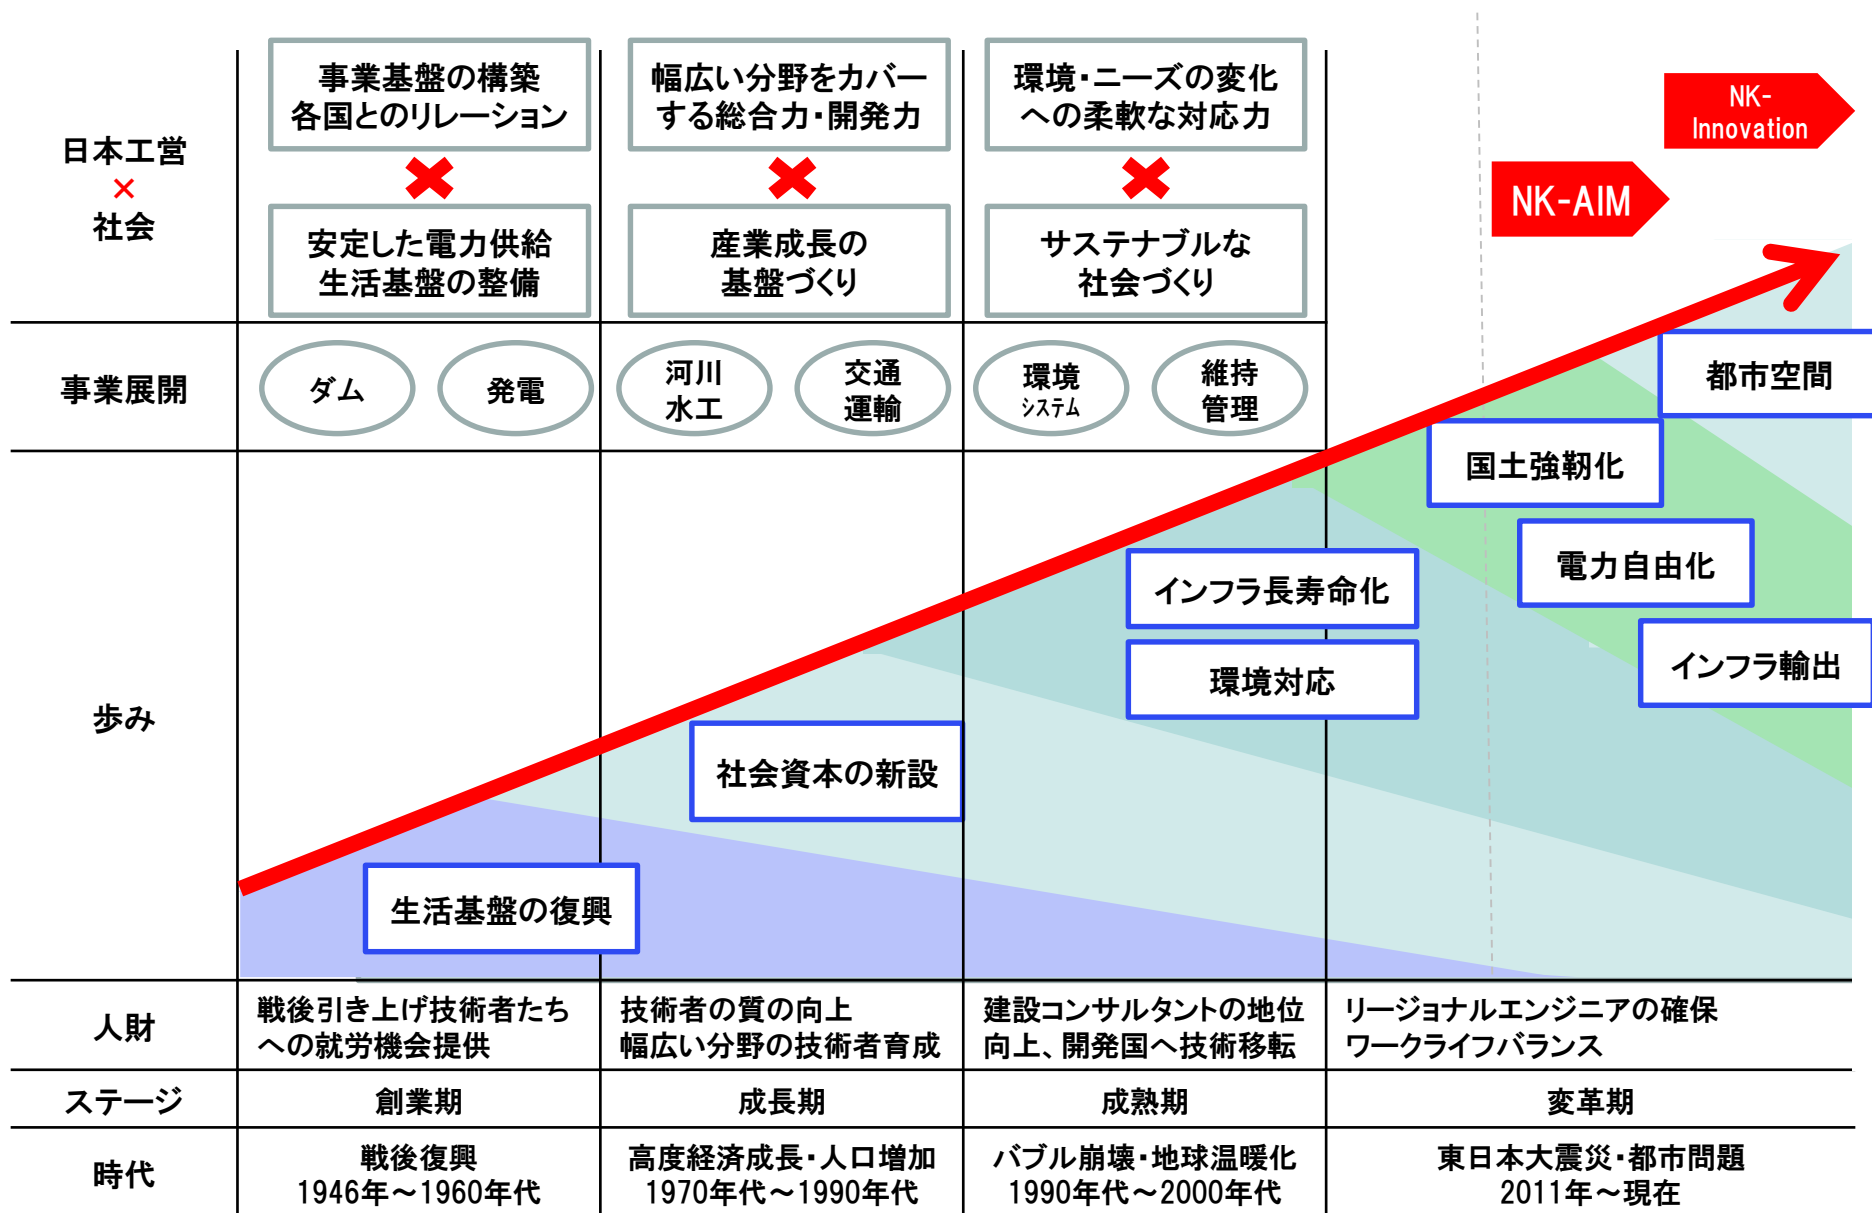 日本工営
×
社会
事業基盤の構築
各国とのリレーション
安定した電力供給
生活基盤の整備
幅広い分野をカバー
する総合力・開発力
産業成長の
基盤づくり
環境・ニーズの変化
への柔軟な対応力
サステナブルな
社会づくり
NK-AIM
NK-
Innovation
事業展開
ダム
発電
河川
水工
交通
運輸
環境
システム
維持
管理
歩み
生活基盤の復興
社会資本の新設
インフラ長寿命化
環境対応
国土強靭化
電力自由化
インフラ輸出
都市空間
人財
戦後引き上げ技術者たち
への就労機会提供
技術者の質の向上
幅広い分野の技術者育成
建設コンサルタントの地位
向上、開発国へ技術移転
リージョナルエンジニアの確保
ワークライフバランス
ステージ
創業期
成長期
成熟期
変革期
時代
戦後復興
1946年～1960年代
高度経済成長・人口増加
1970年代～1990年代
バブル崩壊・地球温暖化
1990年代～2000年代
東日本大震災・都市問題
2011年～現在